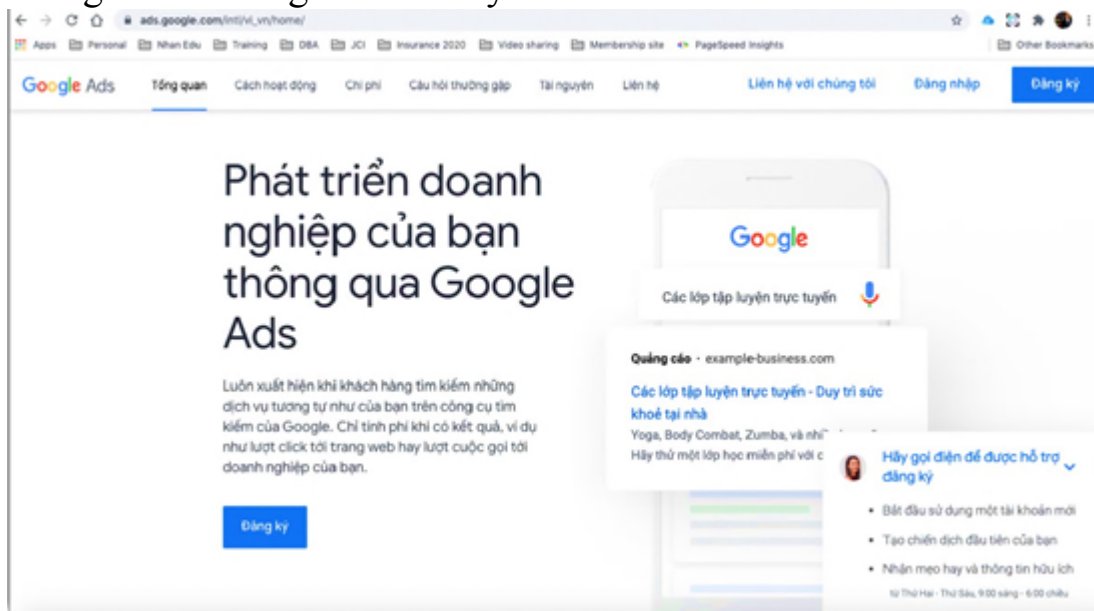 ads.google.com/intl/vi_vn/home/
Apps Personal Nhan Edu Training DBA JCI Insurance 2020 Video sharing Membership site PageSpeed Insights Other Bookmarks
Google Ads Tổng quan Cách hoạt động Chi phí Câu hỏi thường gặp Tài nguyên Liên hệ Liên hệ với chúng tôi Đăng nhập Đăng ký
Phát triển doanh
nghiệp của bạn
thông qua Google
Ads
Luôn xuất hiện khi khách hàng tìm kiếm những
dịch vụ tương tự như của bạn trên công cụ tìm
kiếm của Google. Chỉ tính phí khi có kết quả, ví dụ
như lượt click tới trang web hay lượt cuộc gọi tới
doanh nghiệp của bạn.
Đăng ký
Google
Các lớp tập luyện trực tuyến
Quảng cáo · example-business.com
Các lớp tập luyện trực tuyến - Duy trì sức
khoẻ tại nhà
Yoga, Body Combat, Zumba, và
Hãy thử một lớp học miễn phí với
Hãy gọi điện để được hỗ trợ
đăng ký
• Bắt đầu sử dụng một tài khoản mới
• Tạo chiến dịch đầu tiên của bạn
• Nhận mẹo hay và thông tin hữu ích
từ Thứ Hai - Thứ Sáu, 9:00 sáng - 6:00 chiều